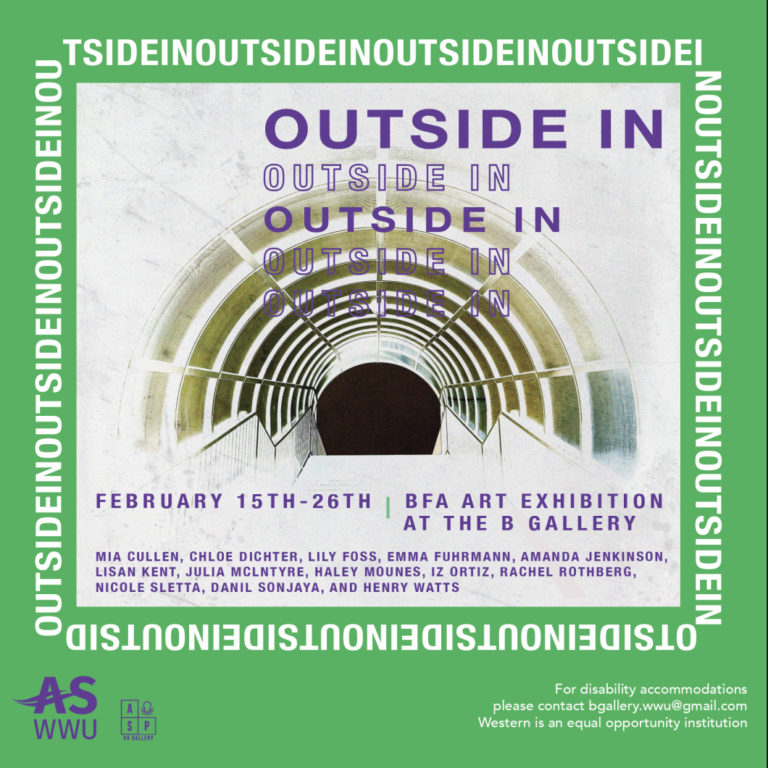 TSIDEINOUTSIDEINOUTSIDEINOUTSIDEI
NOUTSIDEINOUTSIDEINOUTSIDEIN
OTSIDEINOUTSIDEINOUTSIDEINOUTSID
OUTSIDEINOUTSIDEINOUTSIDEINOU
OUTSIDE IN
OUTSIDE IN
OUTSIDE IN
OUTSIDE IN
OUTSIDE IN
FEBRUARY 15TH-26TH | BFA ART EXHIBITION
AT THE B GALLERY
MIA CULLEN, CHLOE DICHTER, LILY FOSS, EMMA FUHRMANN, AMANDA JENKINSON,
LISAN KENT, JULIA MCLNTYRE, HALEY MOUNES, IZ ORTIZ, RACHEL ROTHBERG,
NICOLE SLETTA, DANIL SONJAYA, AND HENRY WATTS
AS
WWU
A
S P
VU GALLERY
For disability accommodations
please contact bgallery.wwu@gmail.com
Western is an equal opportunity institution